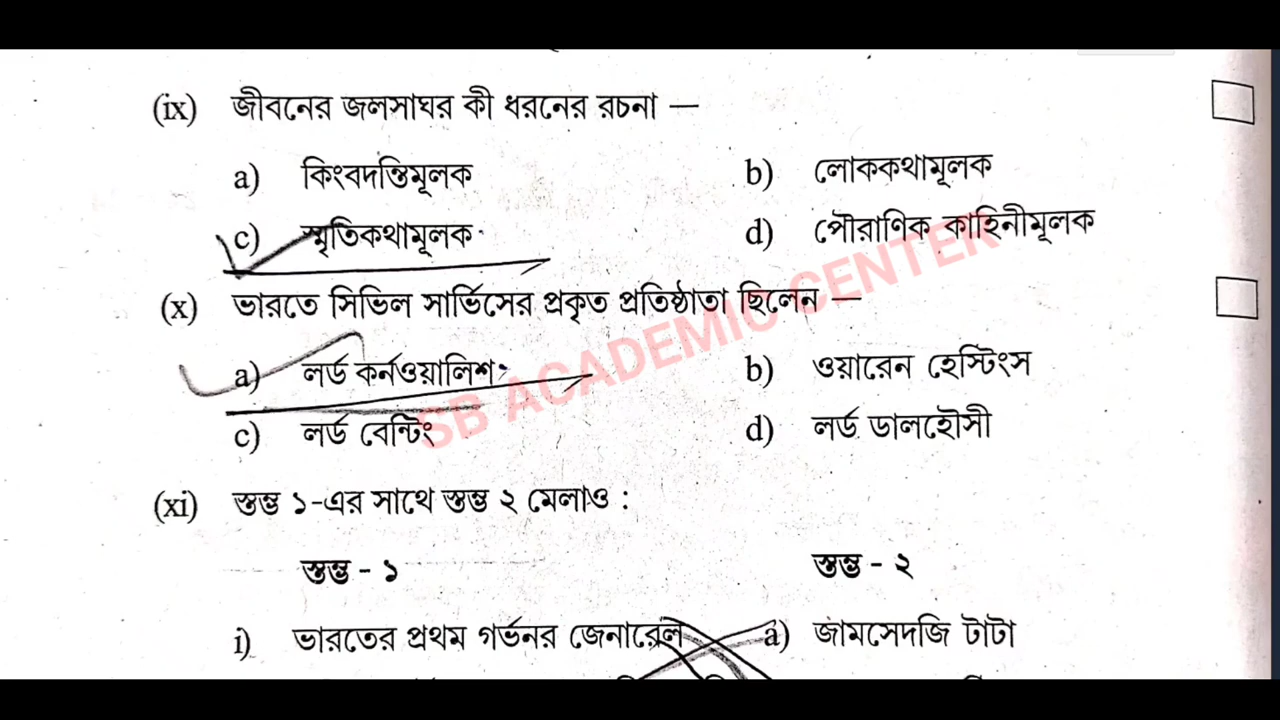 (ix) জীবনের জলসাঘর কী ধরনের রচনা —
a) কিংবদন্তিমূলক b) লোককথামূলক
c) স্মৃতিকথামূলক d) পৌরাণিক কাহিনীমূলক
(x) ভারতে সিভিল সার্ভিসের প্রকৃত প্রতিষ্ঠাতা ছিলেন —
a) লর্ড কর্নওয়ালিশ b) ওয়ারেন হেস্টিংস
c) লর্ড বেন্টিং d) লর্ড ডালহৌসী
SB ACADEMIC CENTER
(xi) স্তম্ভ ১-এর সাথে স্তম্ভ ২ মেলাও :
স্তম্ভ - ১ স্তম্ভ - ২
i) ভারতের প্রথম গর্ভনর জেনারেল a) জামসেদজি টাটা